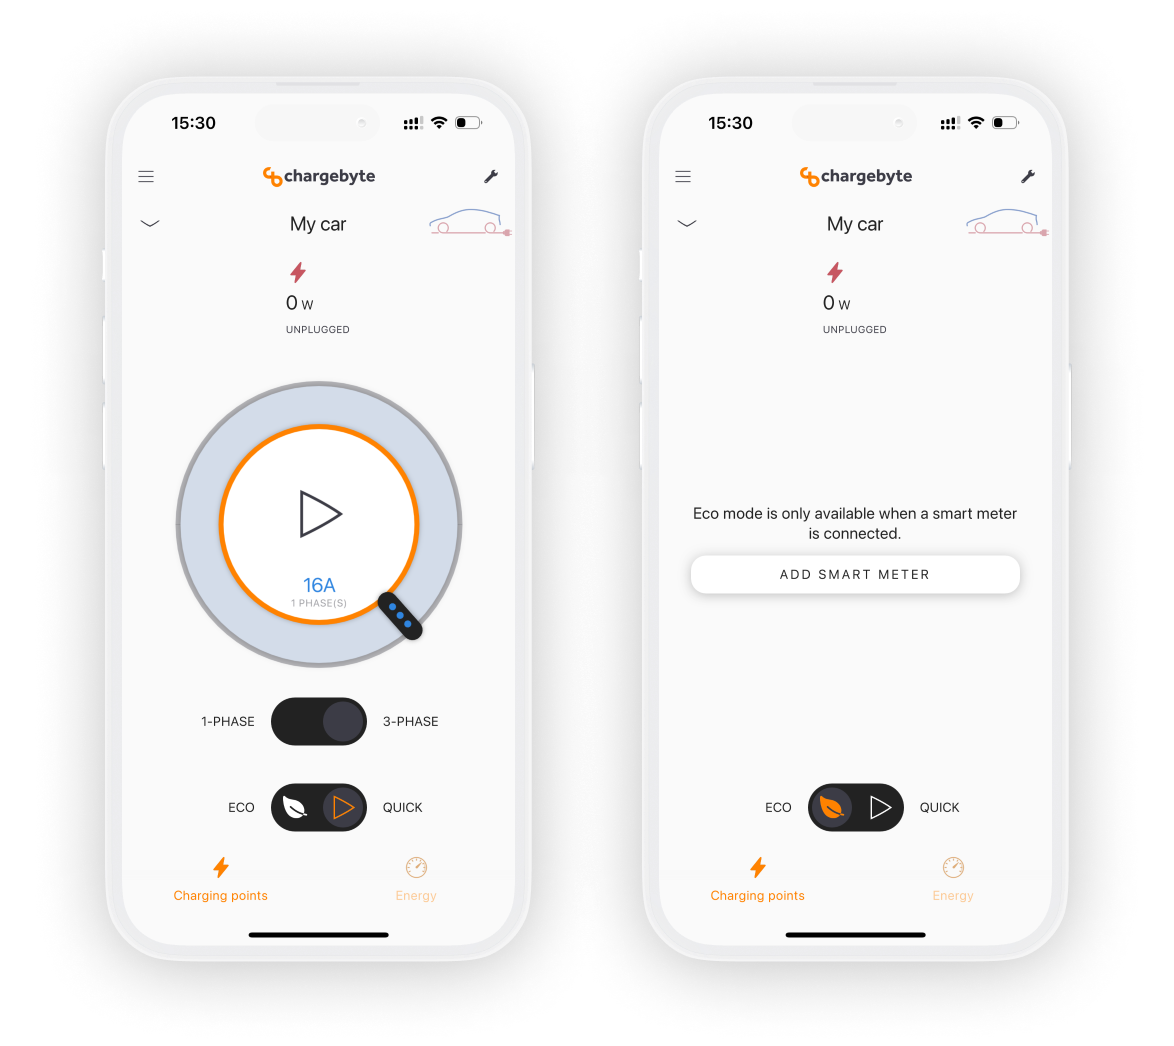 15:30
chargebyte
My car
0 W
UNPLUGGED
16A
1 PHASE(S)
1-PHASE
3-PHASE
ECO
QUICK
Charging points
Energy
15:30
chargebyte
My car
0 W
UNPLUGGED
Eco mode is only available when a smart meter
is connected.
ADD SMART METER
ECO
QUICK
Charging points
Energy